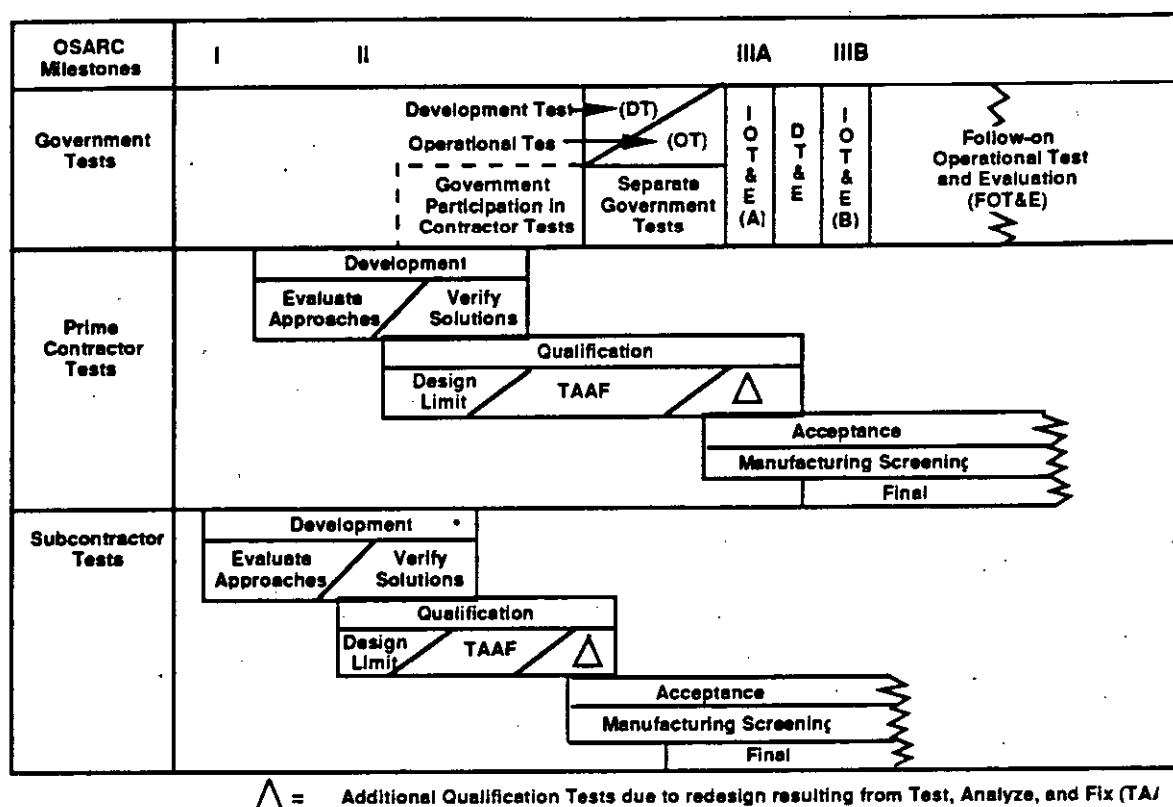 OSARC
Milestones
I
II
IIIA
IIIB
Government
Tests
Development Test
(DT)
Operational Tes
(OT)
Government
Participation in
Contractor Tests
Separate
Government
Tests
I
O
T
&
E
(A)
D
T
&
E
I
O
T
&
E
(B)
Follow-on
Operational Test
and Evaluation
(FOT&E)
Prime
Contractor
Tests
Development
Evaluate
Approaches
Verify
Solutions
Qualification
Design
Limit
TAAF
Δ
Acceptance
Manufacturing Screening
Final
Subcontractor
Tests
Development
Evaluate
Approaches
Verify
Solutions
Qualification
Design
Limit
TAAF
Δ
Acceptance
Manufacturing Screening
Final
Δ = Additional Qualification Tests due to redesign resulting from Test, Analyze, and Fix (TA/